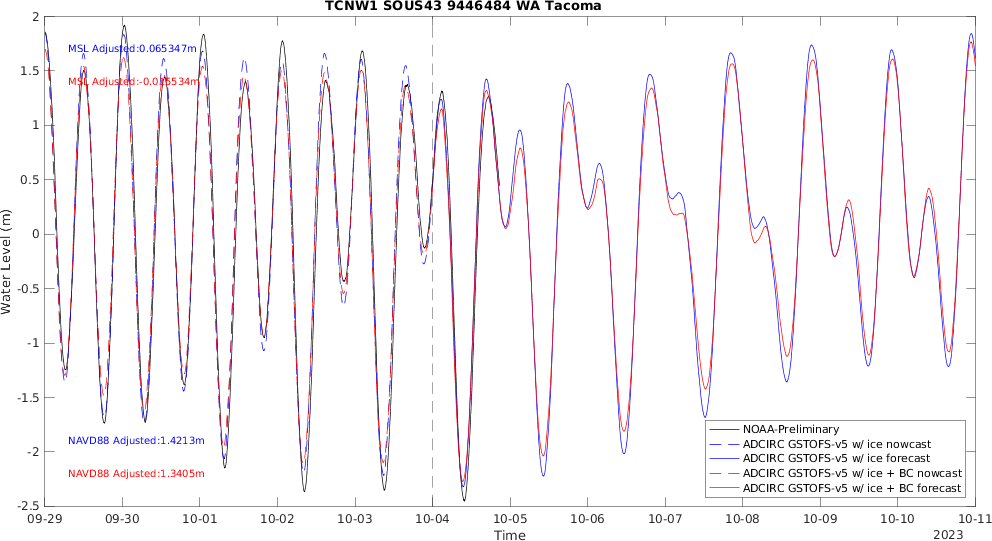 TCNW1 SOUS43 9446484 WA Tacoma
Water Level (m)
2
1.5
1
0.5
0
-0.5
-1
-1.5
-2
-2.5
MSL Adjusted:0.065347m
MSL Adjusted:
NAVD88 Adjusted:1.4213m
NAVD88 Adjusted:1.3405m
NOAA-Preliminary
ADCIRC GSTOFS-v5 w/ ice nowcast
ADCIRC GSTOFS-v5 w/ ice forecast
ADCIRC GSTOFS-v5 w/ ice + BC nowcast
ADCIRC GSTOFS-v5 w/ ice + BC forecast
09-29 09-30 10-01 10-02 10-03 10-04 10-05 10-06 10-07 10-08 10-09 10-10 10-11
Time
2023